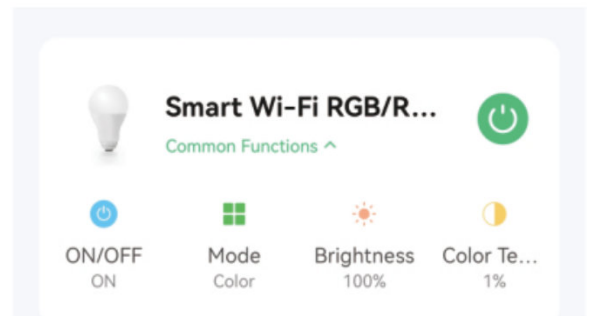 Smart Wi-Fi RGB/R...
Common Functions
ON/OFF Mode Brightness Color Te...
ON Color 100% 1%